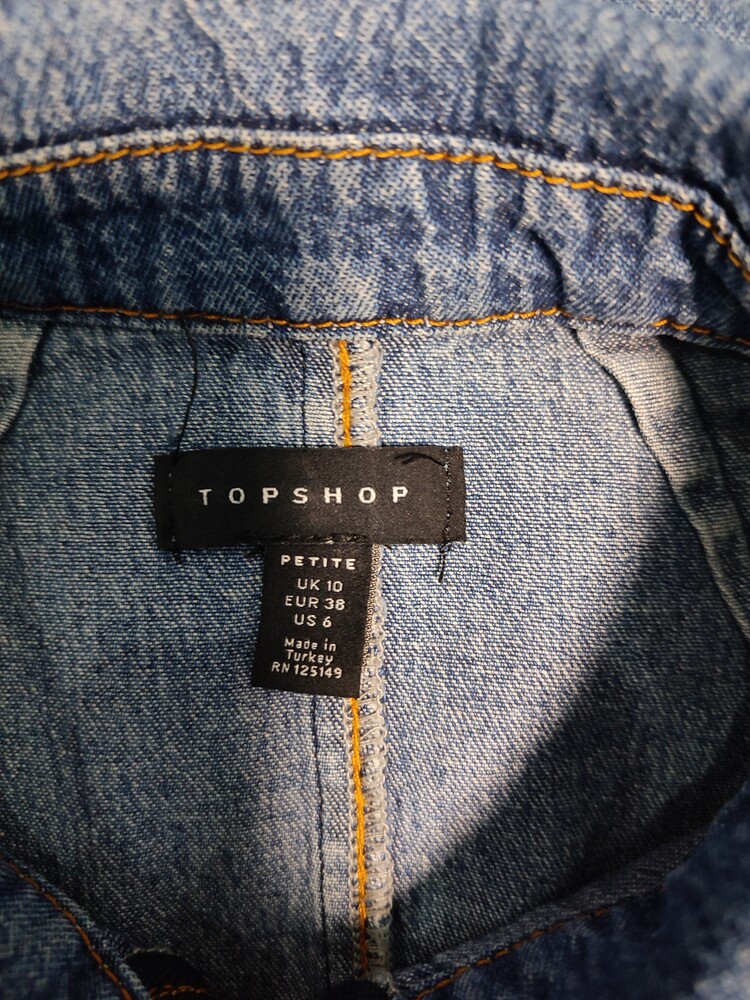 TOPSHOP
PETITE
UK 10
EUR 38
US 6
Made in
Turkey
RN 125149